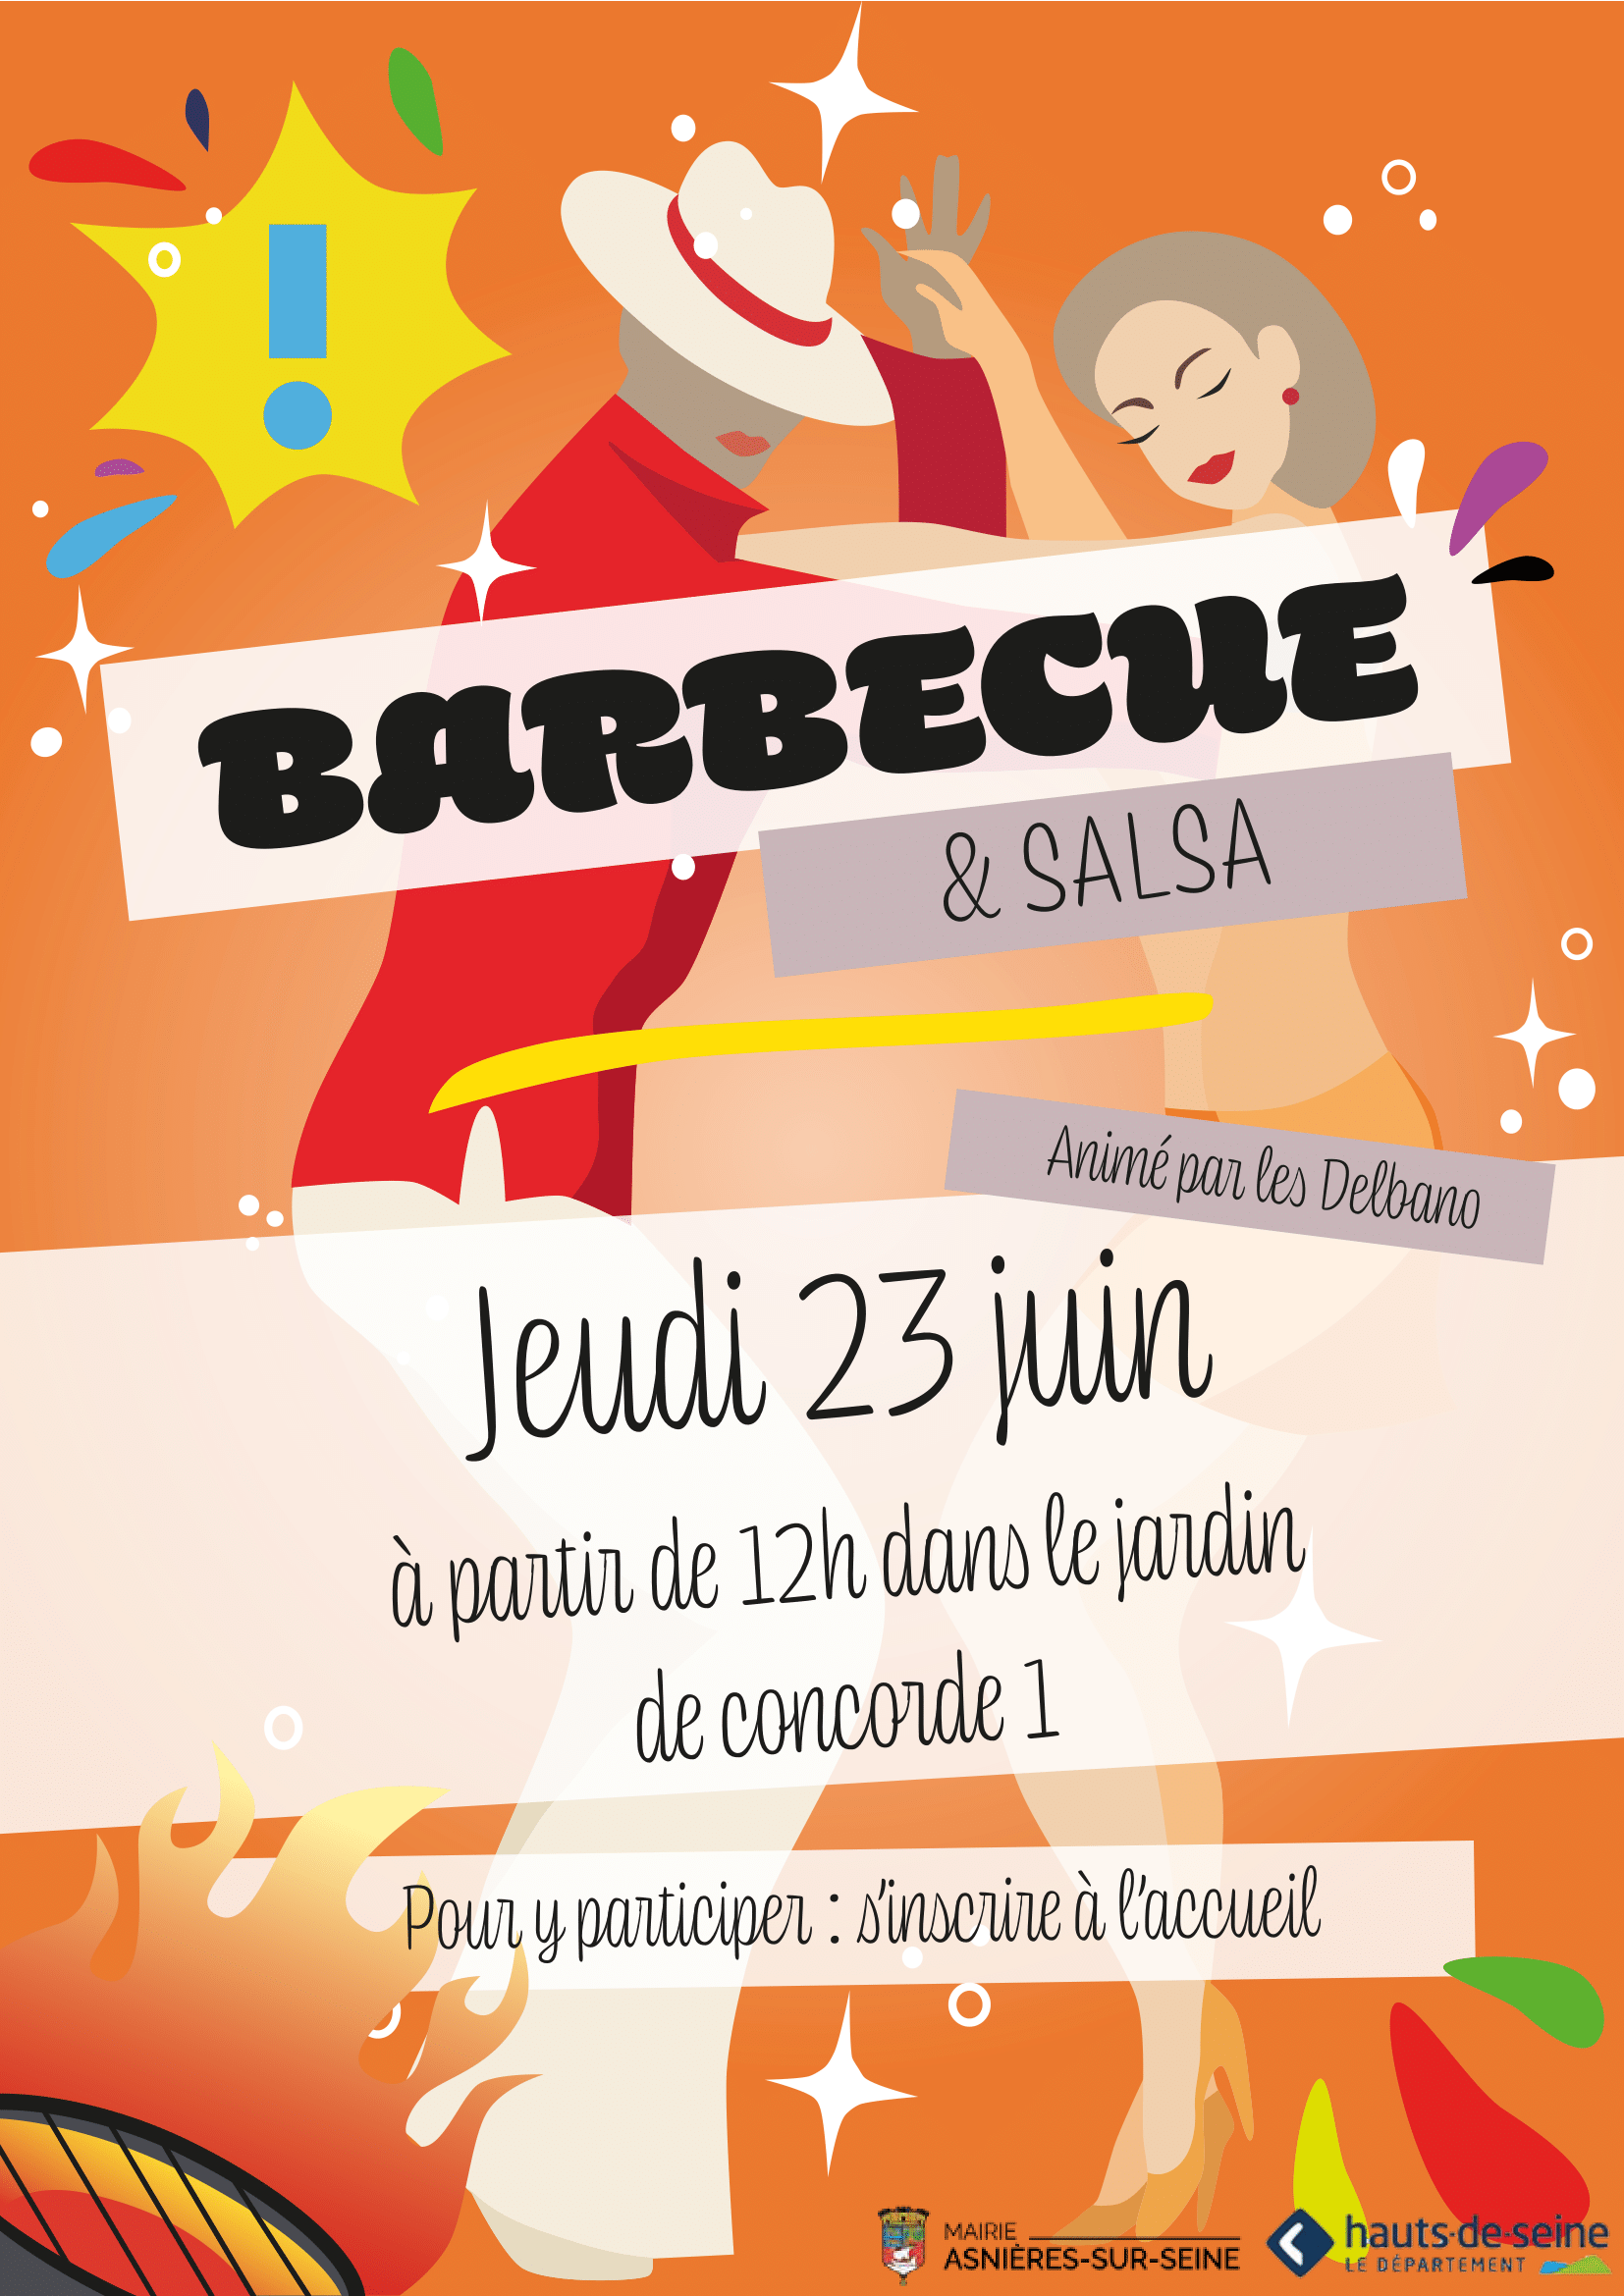 !
BARBECUE
& SALSA
Animé par les Delbano
Jeudi 23 juin
à partir de 12h dans le jardin
de concorde 1
Pour y participer : s'inscrire à l'accueil
MAIRIE
ASNIÈRES-SUR-SEINE
hauts-de-seine
LE DÉPARTEMENT